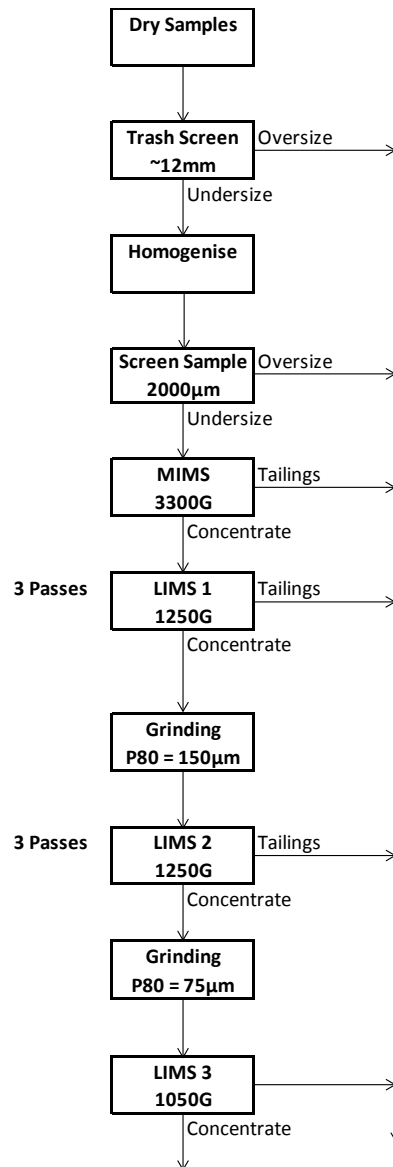 Dry Samples
Trash Screen
~12mm
Oversize
Undersize
Homogenise
Screen Sample
2000µm
Oversize
Undersize
MIMS
3300G
Tailings
Concentrate
3 Passes
LIMS 1
1250G
Tailings
Concentrate
Grinding
P80 = 150µm
3 Passes
LIMS 2
1250G
Tailings
Concentrate
Grinding
P80 = 75µm
LIMS 3
1050G
Concentrate